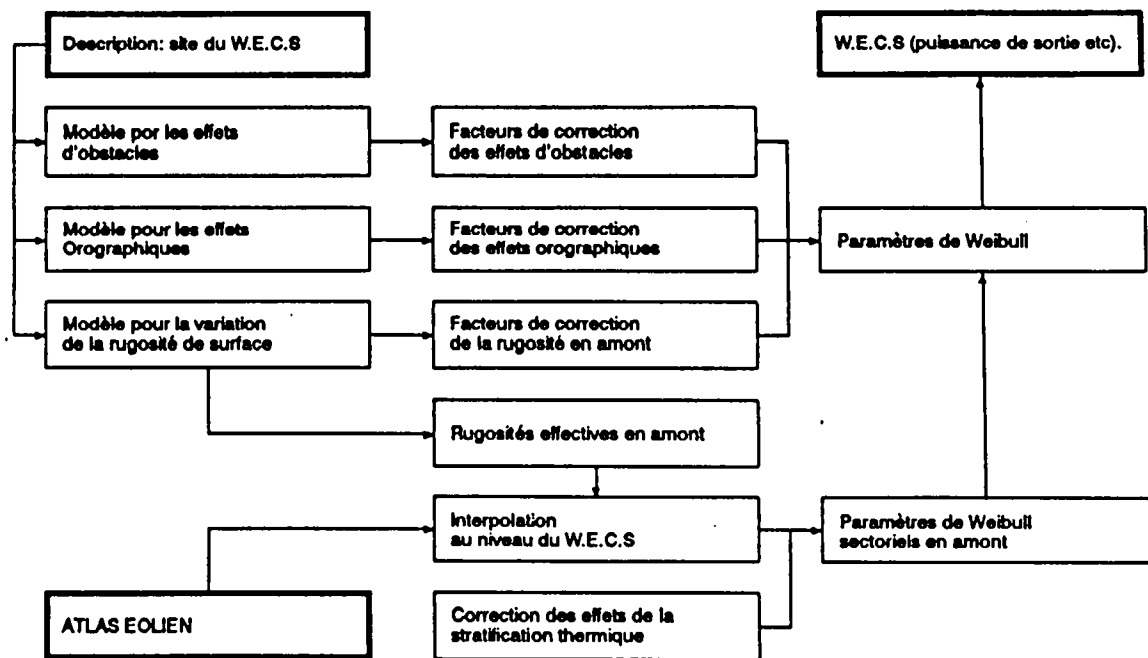 Description: site du W.E.C.S
W.E.C.S (puissance de sortie etc).
Modèle por les effets
d'obstacles
Facteurs de correction
des effets d'obstacles
Modèle pour les effets
Orographiques
Facteurs de correction
des effets orographiques
Paramètres de Weibull
Modèle pour la variation
de la rugosité de surface
Facteurs de correction
de la rugosité en amont
Rugosités effectives en amont
Interpolation
au niveau du W.E.C.S
Paramètres de Weibull
sectoriels en amont
ATLAS EOLIEN
Correction des effets de la
stratification thermique